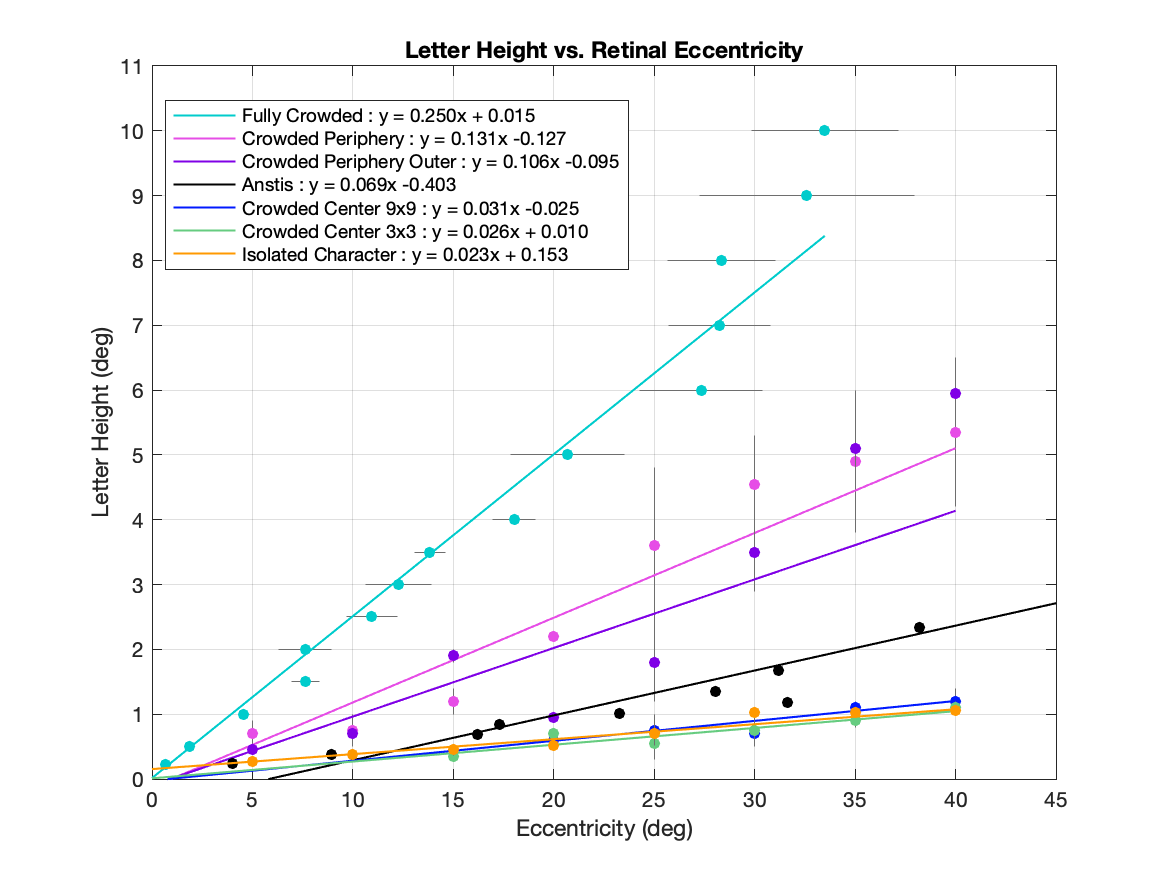 Letter Height vs. Retinal Eccentricity
11
10
9
8
7
6
5
4
3
2
1
0
Letter Height (deg)
Fully Crowded : y = 0.250x + 0.015
Crowded Periphery : y = 0.131x -0.127
Crowded Periphery Outer : y = 0.106x -0.095
Anstis : y = 0.069x -0.403
Crowded Center 9x9 : y = 0.031x -0.025
Crowded Center 3x3 : y = 0.026x + 0.010
Isolated Character : y = 0.023x + 0.153
0 5 10 15 20 25 30 35 40 45
Eccentricity (deg)